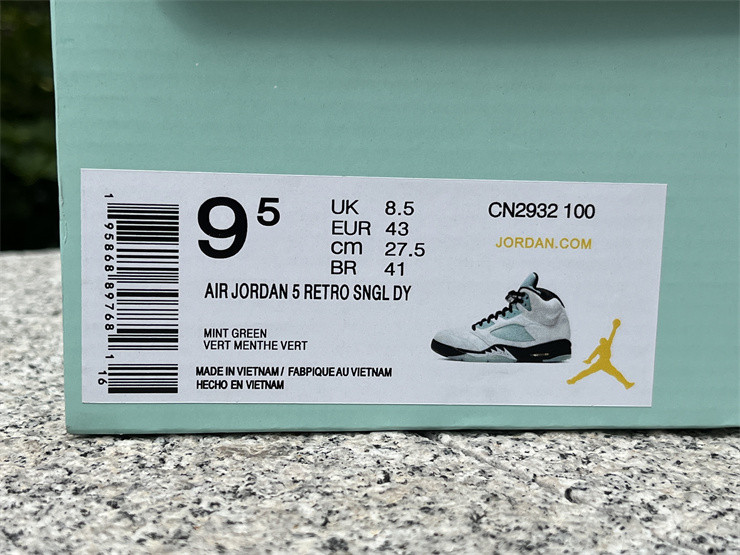 1 95868 89768 1 16
9 5
UK 8.5
EUR 43
cm 27.5
BR 41
CN2932 100
JORDAN.COM
AIR JORDAN 5 RETRO SNGL DY
MINT GREEN
VERT MENTHE VERT
MADE IN VIETNAM / FABPIQUE AU VIETNAM
HECHO EN VIETNAM